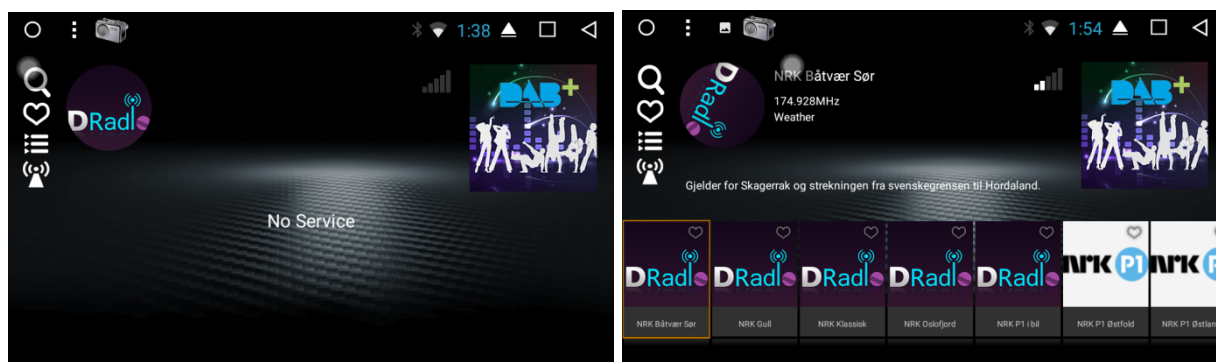 1:38
DRadio
DAB+
No Service
1:54
DRadio
NRK Båtvær Sør
174.928MHz
Weather
DAB+
Gjelder for Skagerrak og strekningen fra svenskegrensen til Hordaland.
DRadio DRadio DRadio DRadio DRadio nrk P1 nrk P
NRK Båtvær Sør NRK Gull NRK Klassisk NRK Oslofjord NRK P1 i bil NRK P1 Østfold NRK P1 Østlan